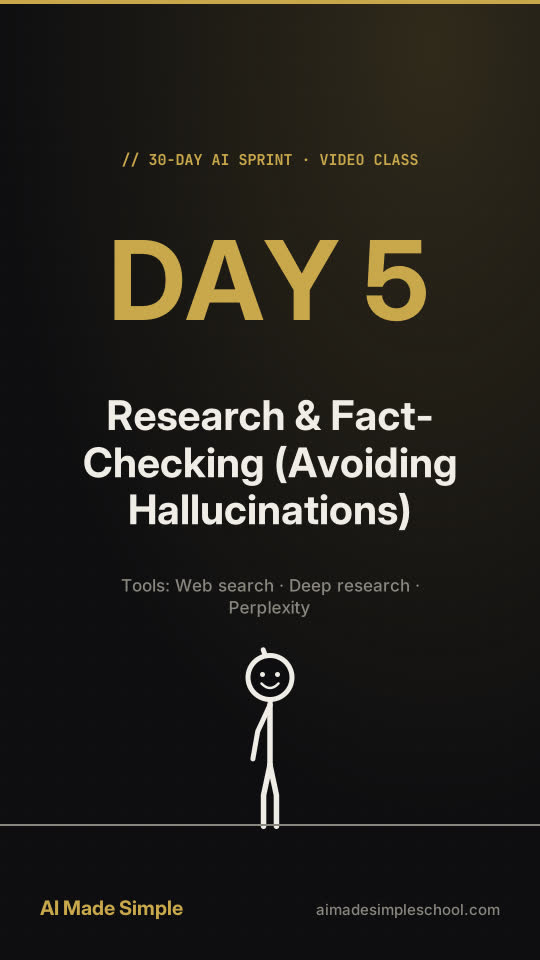 // 30-DAY AI SPRINT · VIDEO CLASS
DAY 5
Research & Fact-
Checking (Avoiding
Hallucinations)
Tools: Web search · Deep research ·
Perplexity
AI Made Simple
aimadesimpleschool.com